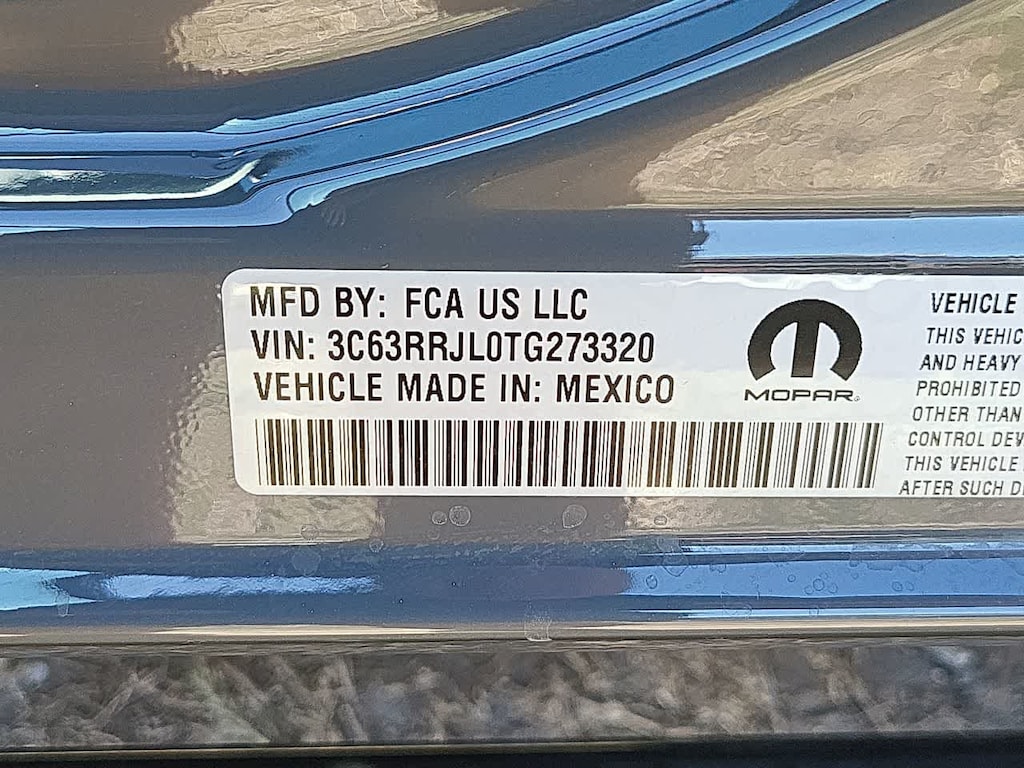 MFD BY: FCA US LLC
VIN: 3C63RRJL0TG273320
VEHICLE MADE IN: MEXICO
MOPAR
VEHICLE
THIS VEHIC
AND HEAVY
PROHIBITED
OTHER THAN
CONTROL DEV
THIS VEHICLE
AFTER SUCH D